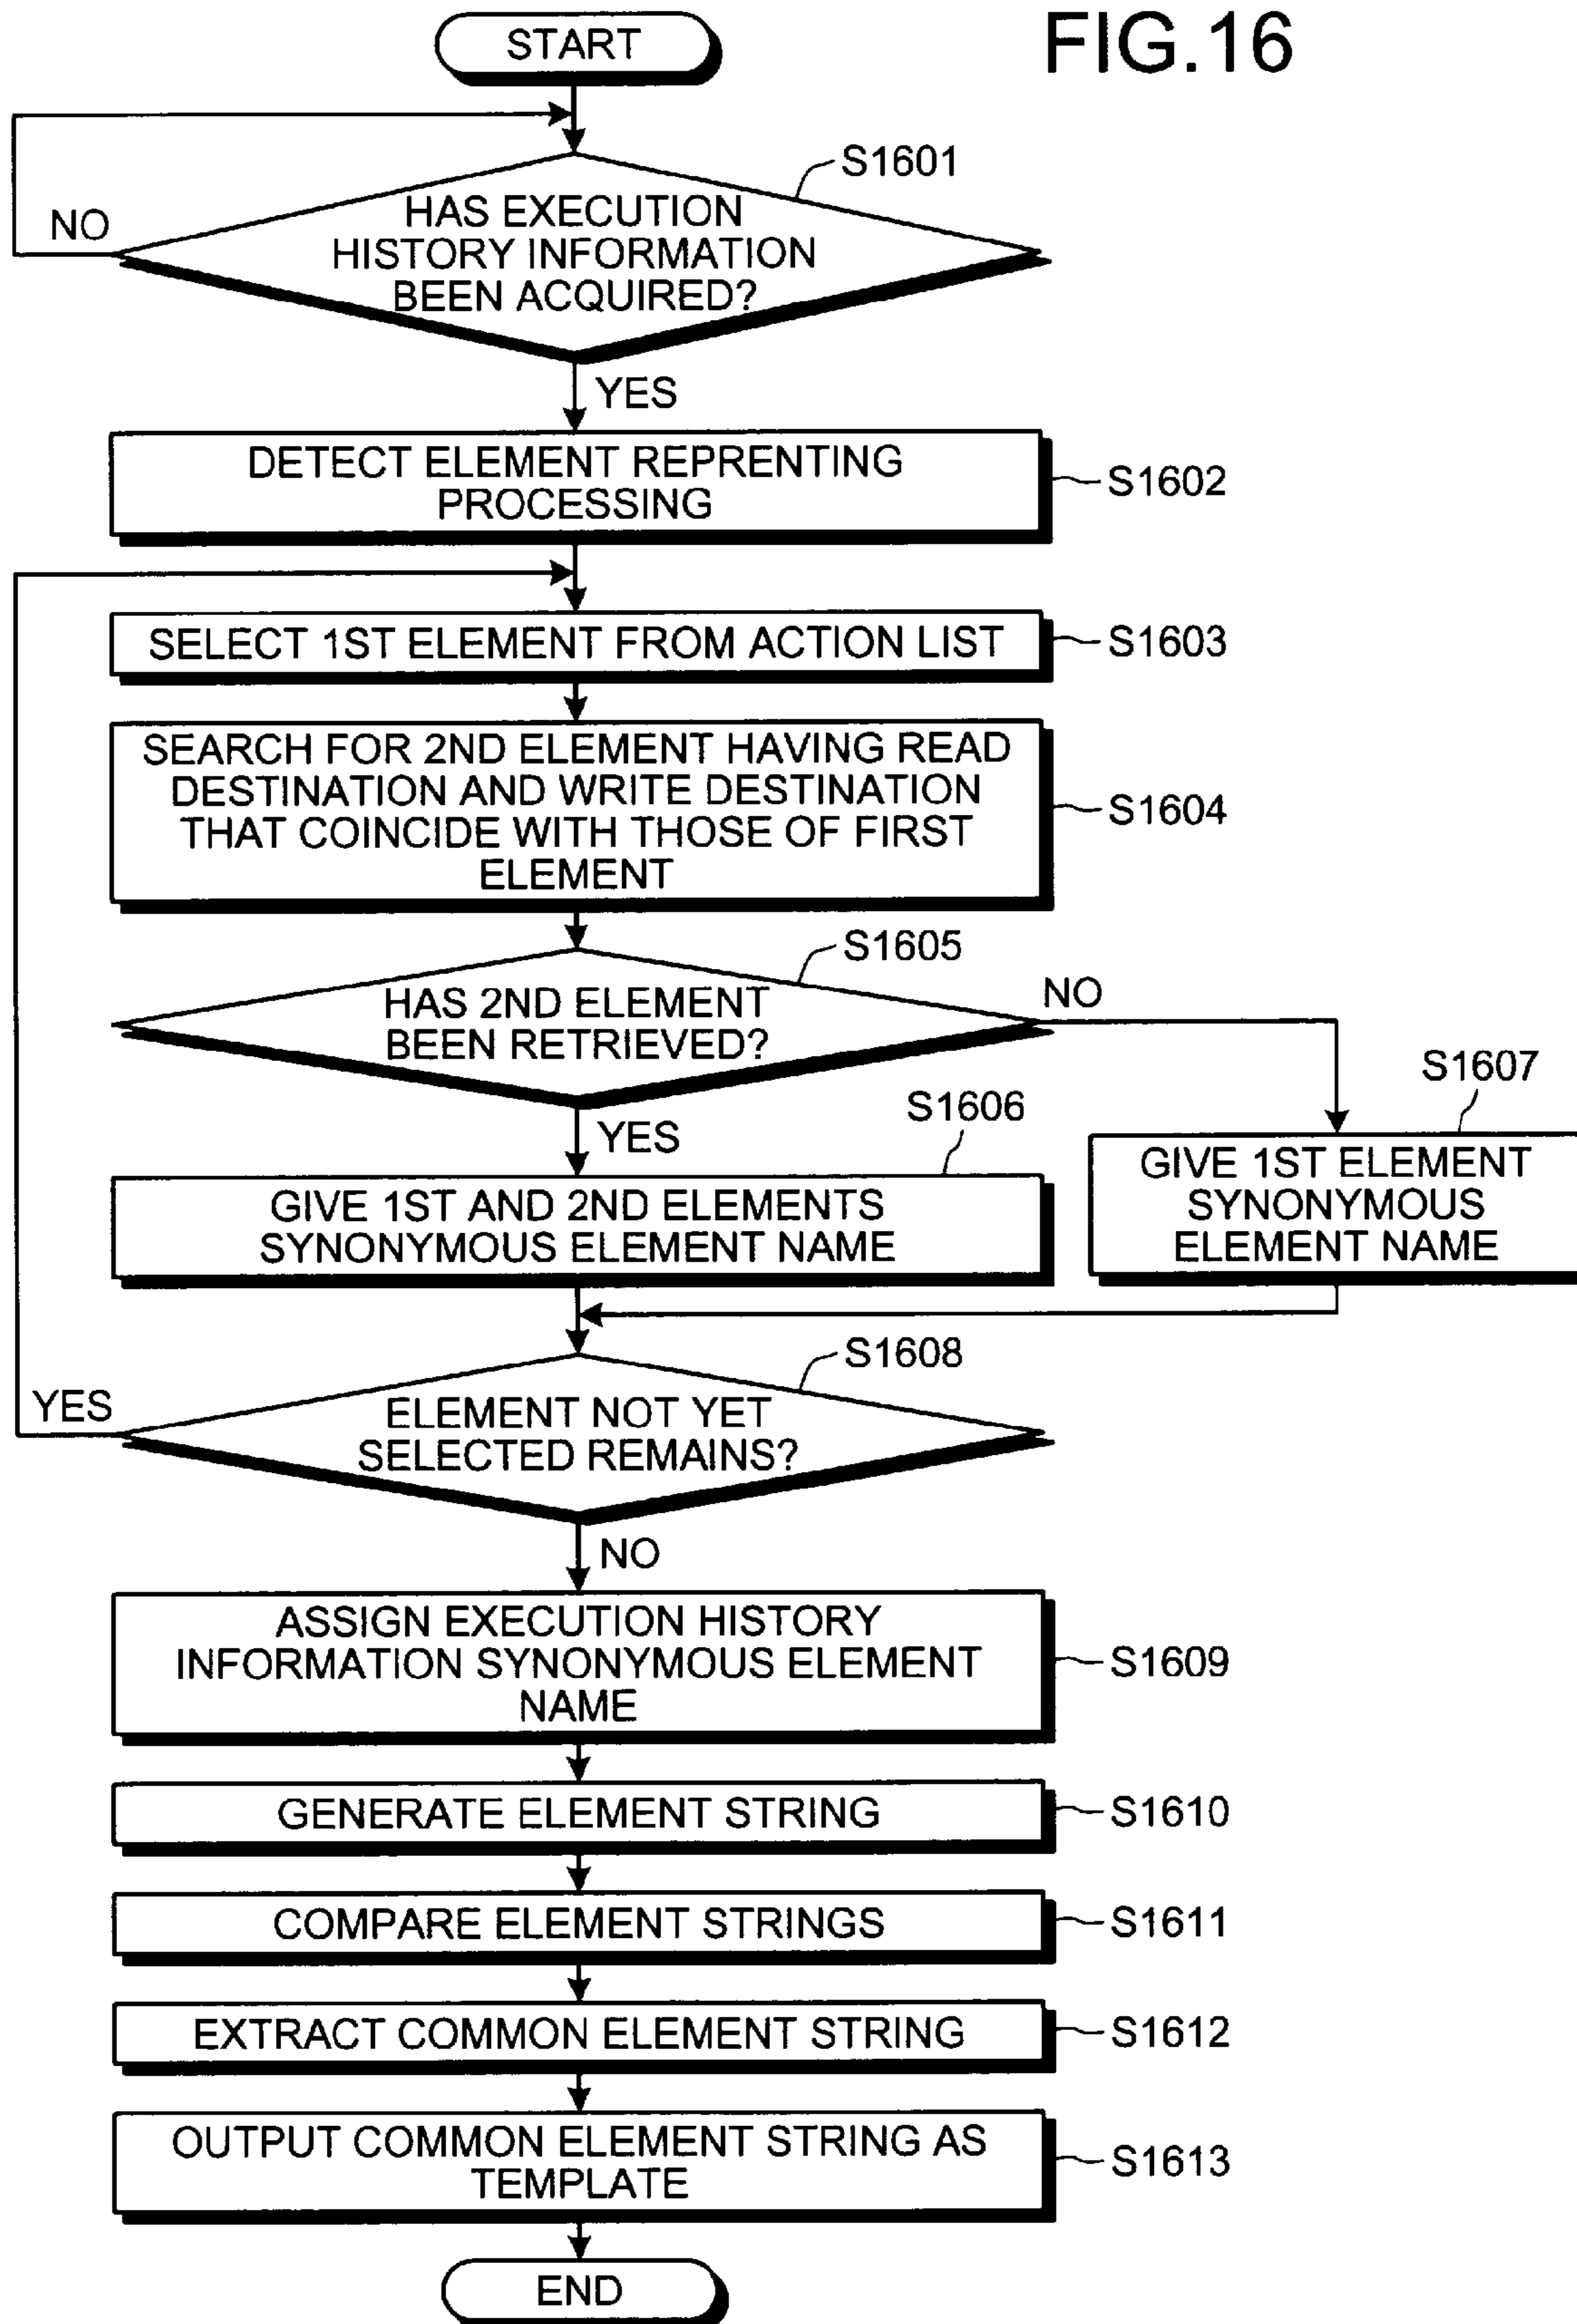 FIG.16
START
S1601
HAS EXECUTION
HISTORY INFORMATION
BEEN ACQUIRED?
NO
YES
DETECT ELEMENT REPRENTING
PROCESSING
S1602
SELECT 1ST ELEMENT FROM ACTION LIST
S1603
SEARCH FOR 2ND ELEMENT HAVING READ
DESTINATION AND WRITE DESTINATION
THAT COINCIDE WITH THOSE OF FIRST
ELEMENT
S1604
S1605
HAS 2ND ELEMENT
BEEN RETRIEVED?
NO
YES
S1606
GIVE 1ST AND 2ND ELEMENTS
SYNONYMOUS ELEMENT NAME
S1607
GIVE 1ST ELEMENT
SYNONYMOUS
ELEMENT NAME
S1608
ELEMENT NOT YET
SELECTED REMAINS?
YES
NO
ASSIGN EXECUTION HISTORY
INFORMATION SYNONYMOUS ELEMENT
NAME
S1609
GENERATE ELEMENT STRING
S1610
COMPARE ELEMENT STRINGS
S1611
EXTRACT COMMON ELEMENT STRING
S1612
OUTPUT COMMON ELEMENT STRING AS
TEMPLATE
S1613
END